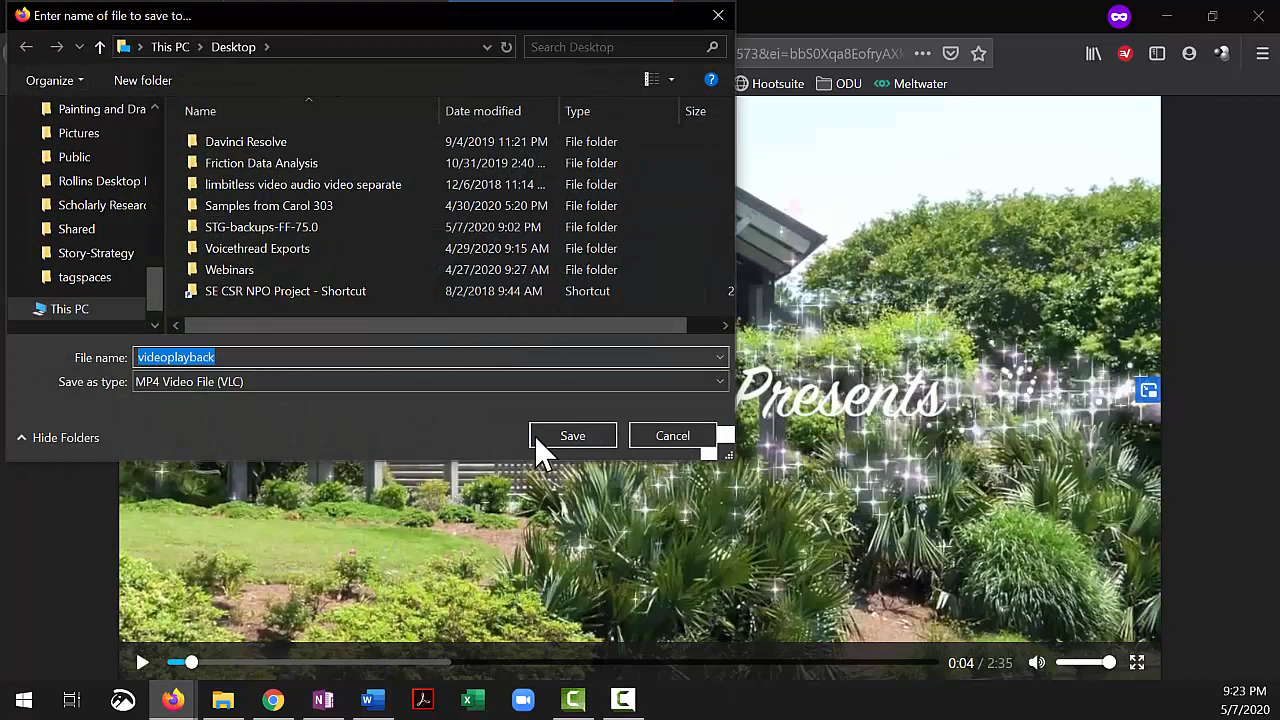 Enter name of file to save to...
This PC > Desktop >
Search Desktop
573&ei=bbS0Xqa8EofryAXk
Organize
New folder
Hootsuite
ODU
Meltwater
Name
Date modified
Type
Size
Painting and Dra
Pictures
Public
Rollins Desktop
Scholarly Researc
Shared
Story-Strategy
tagspaces
This PC
Davinci Resolve 9/4/2019 11:21 PM File folder
Friction Data Analysis 10/31/2019 2:40 ... File folder
limbitless video audio video separate 12/6/2018 11:14 ... File folder
Samples from Carol 303 4/30/2020 5:20 PM File folder
STG-backups-FF-75.0 5/7/2020 9:02 PM File folder
Voicethread Exports 4/29/2020 9:15 AM File folder
Webinars 4/27/2020 9:27 AM File folder
SE CSR NPO Project - Shortcut 8/2/2018 9:44 AM Shortcut 2
File name: videoplayback
Save as type: MP4 Video File (VLC)
Presents
Hide Folders
Save
Cancel
0:04 / 2:35
9:23 PM
5/7/2020